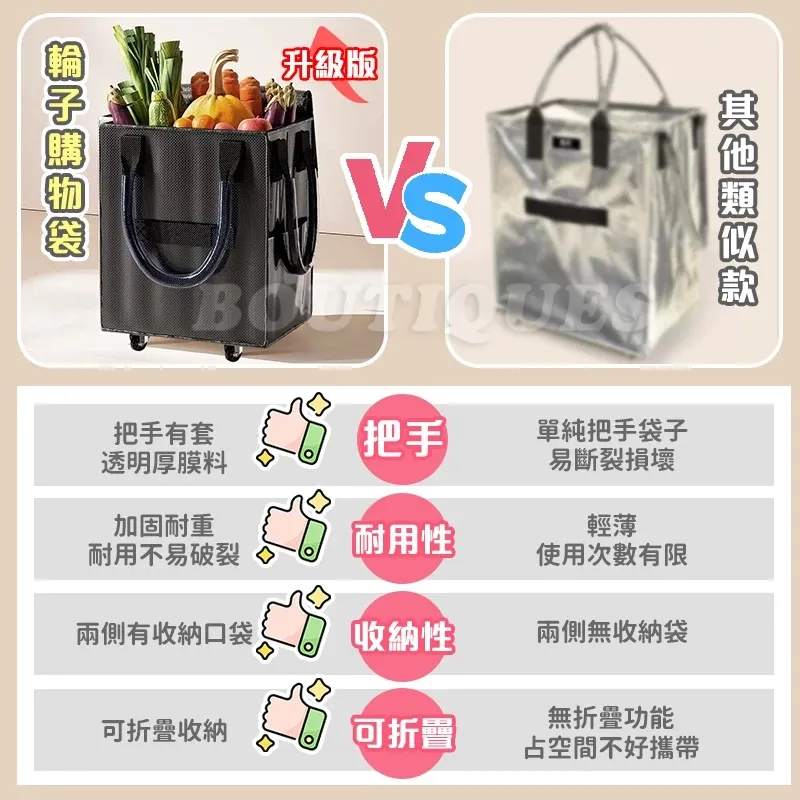 輪子購物袋
升級版
VS
其他類似款
BOUTIQUES
把手有套
透明厚膜料
把手
單純把手袋子
易斷裂損壞
加固耐重
耐用不易破裂
耐用性
輕薄
使用次數有限
兩側有收納口袋
收納性
兩側無收納袋
可折疊收納
可折疊
無折疊功能
占空間不好攜帶